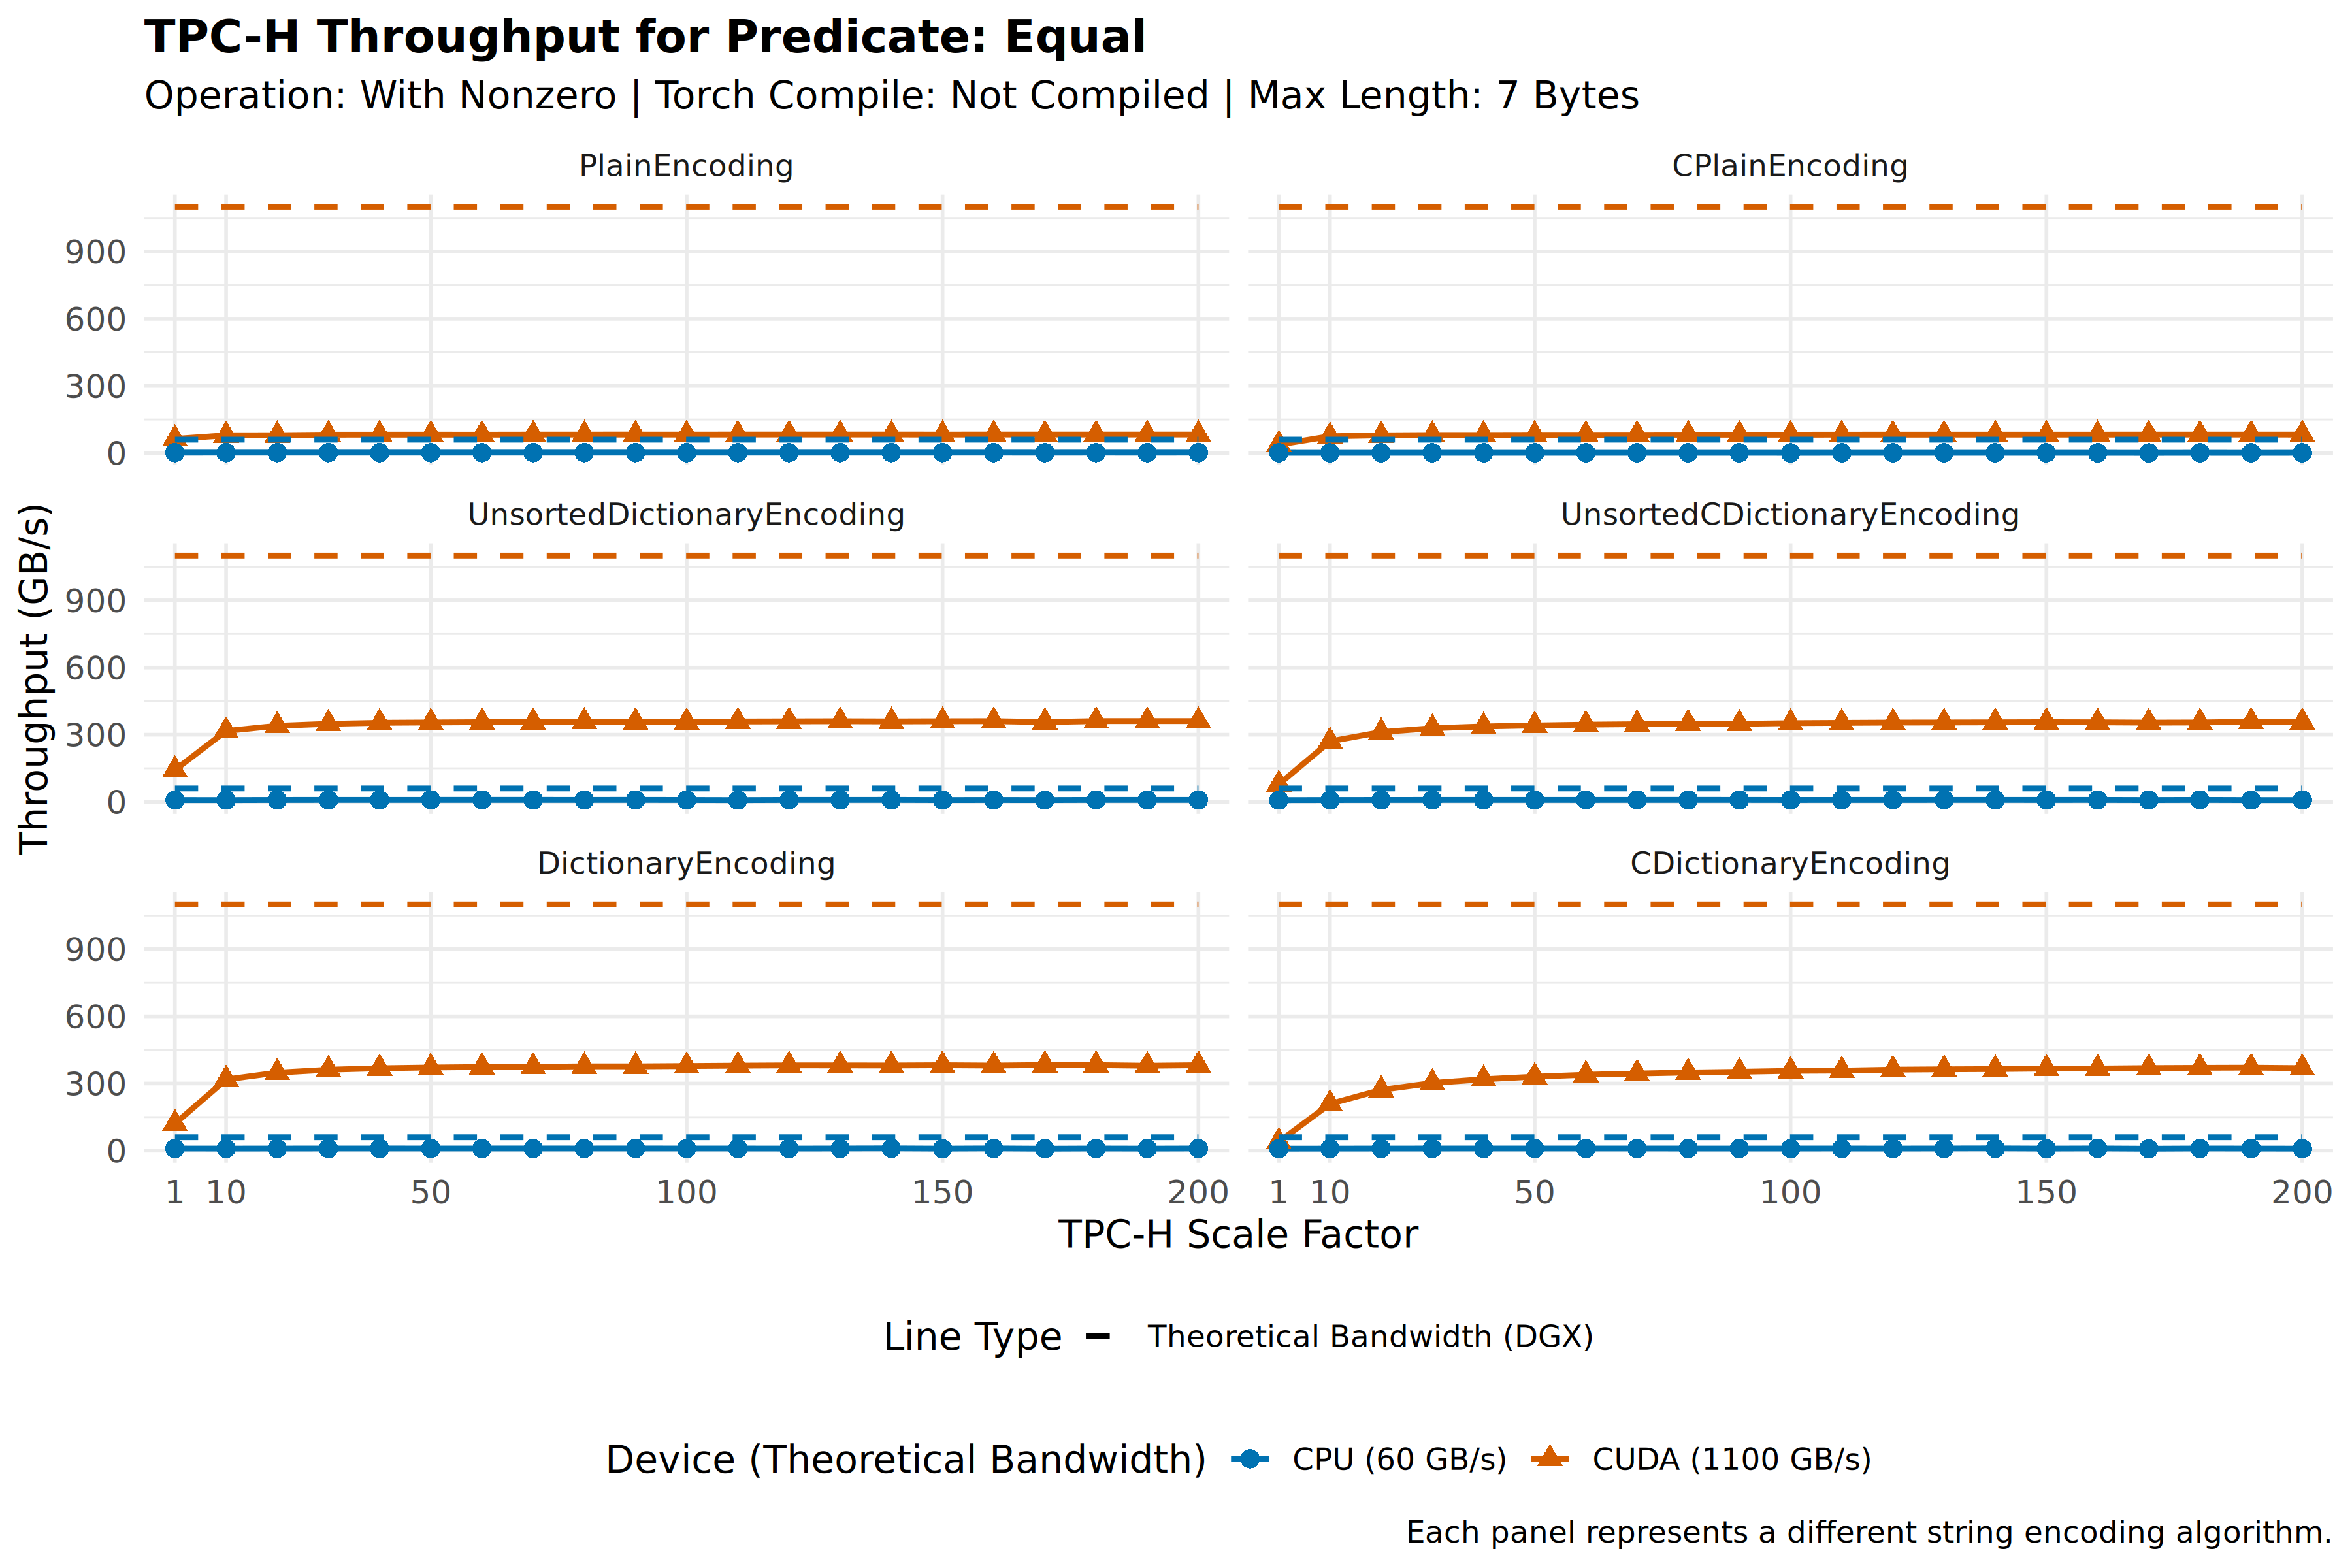 TPC-H Throughput for Predicate: Equal
Operation: With Nonzero | Torch Compile: Not Compiled | Max Length: 7 Bytes
PlainEncoding
CPlainEncoding
900
600
300
0
UnsortedDictionaryEncoding
UnsortedCDictionaryEncoding
900
600
300
0
Throughput (GB/s)
DictionaryEncoding
CDictionaryEncoding
900
600
300
0
1 10 50 100 150 200
1 10 50 100 150 200
TPC-H Scale Factor
Line Type Theoretical Bandwidth (DGX)
Device (Theoretical Bandwidth) CPU (60 GB/s) CUDA (1100 GB/s)
Each panel represents a different string encoding algorithm.